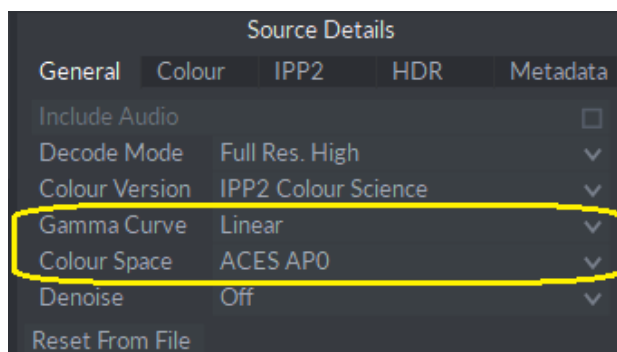 Source Details
General Colour IPP2 HDR Metadata
Include Audio
Decode Mode Full Res. High
Colour Version IPP2 Colour Science
Gamma Curve Linear
Colour Space ACES AP0
Denoise Off
Reset From File